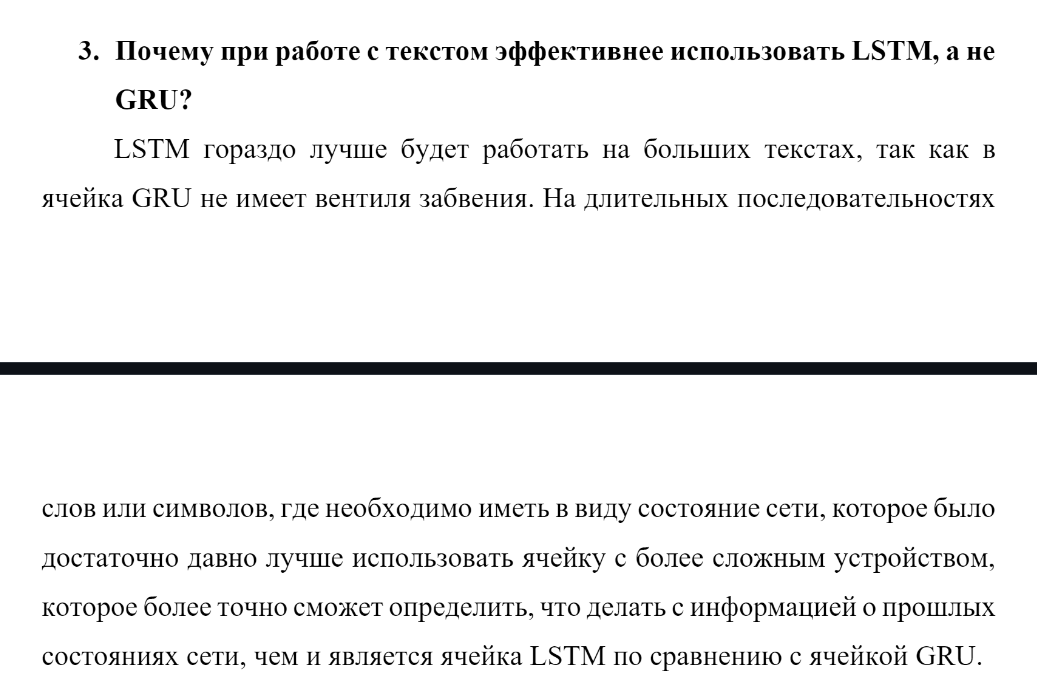 3. Почему при работе с текстом эффективнее использовать LSTM, а не
GRU?
LSTM гораздо лучше будет работать на больших текстах, так как в
ячейка GRU не имеет вентиля забвения. На длительных последовательностях
слов или символов, где необходимо иметь в виду состояние сети, которое было
достаточно давно лучше использовать ячейку с более сложным устройством,
которое более точно сможет определить, что делать с информацией о прошлых
состояниях сети, чем и является ячейка LSTM по сравнению с ячейкой GRU.